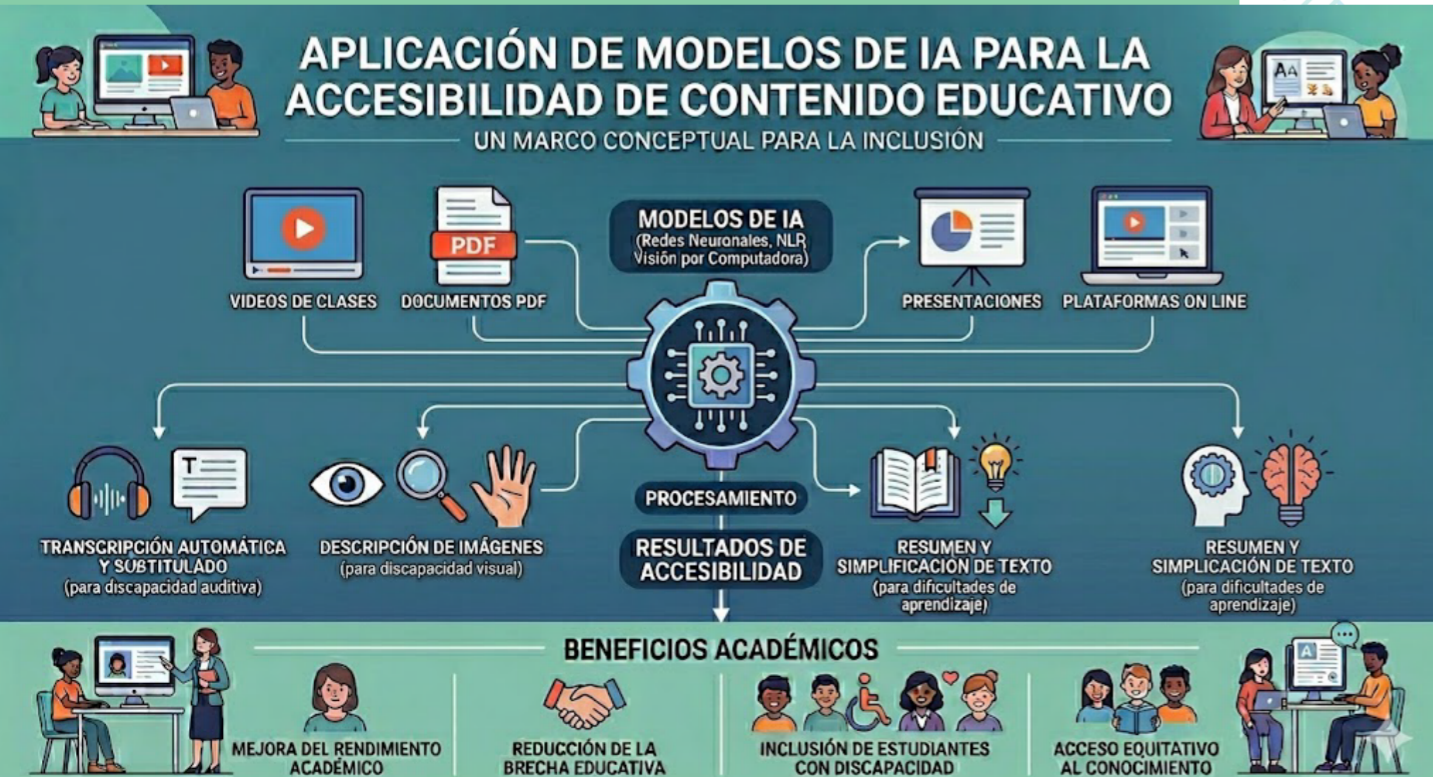 APLICACIÓN DE MODELOS DE IA PARA LA
ACCESIBILIDAD DE CONTENIDO EDUCATIVO
UN MARCO CONCEPTUAL PARA LA INCLUSIÓN
MODELOS DE IA
(Redes Neuronales, NLP,
Visión por Computadora)
PDF
VIDEOS DE CLASES
DOCUMENTOS PDF
PRESENTACIONES
PLATAFORMAS ON LINE
T
PROCESAMIENTO
RESULTADOS DE
ACCESIBILIDAD
TRANSCRIPCIÓN AUTOMÁTICA
Y SUBTITULADO
(para discapacidad auditiva)
DESCRIPCIÓN DE IMÁGENES
(para discapacidad visual)
RESUMEN Y
SIMPLIFICACIÓN DE TEXTO
(para dificultades de
aprendizaje)
RESUMEN Y
SIMPLICACIÓN DE TEXTO
(para dificultades de
aprendizaje)
BENEFICIOS ACADÉMICOS
MEJORA DEL RENDIMIENTO
ACADÉMICO
REDUCCIÓN DE LA
BRECHA EDUCATIVA
INCLUSIÓN DE ESTUDIANTES
CON DISCAPACIDAD
ACCESO EQUITATIVO
AL CONOCIMIENTO
AA
A